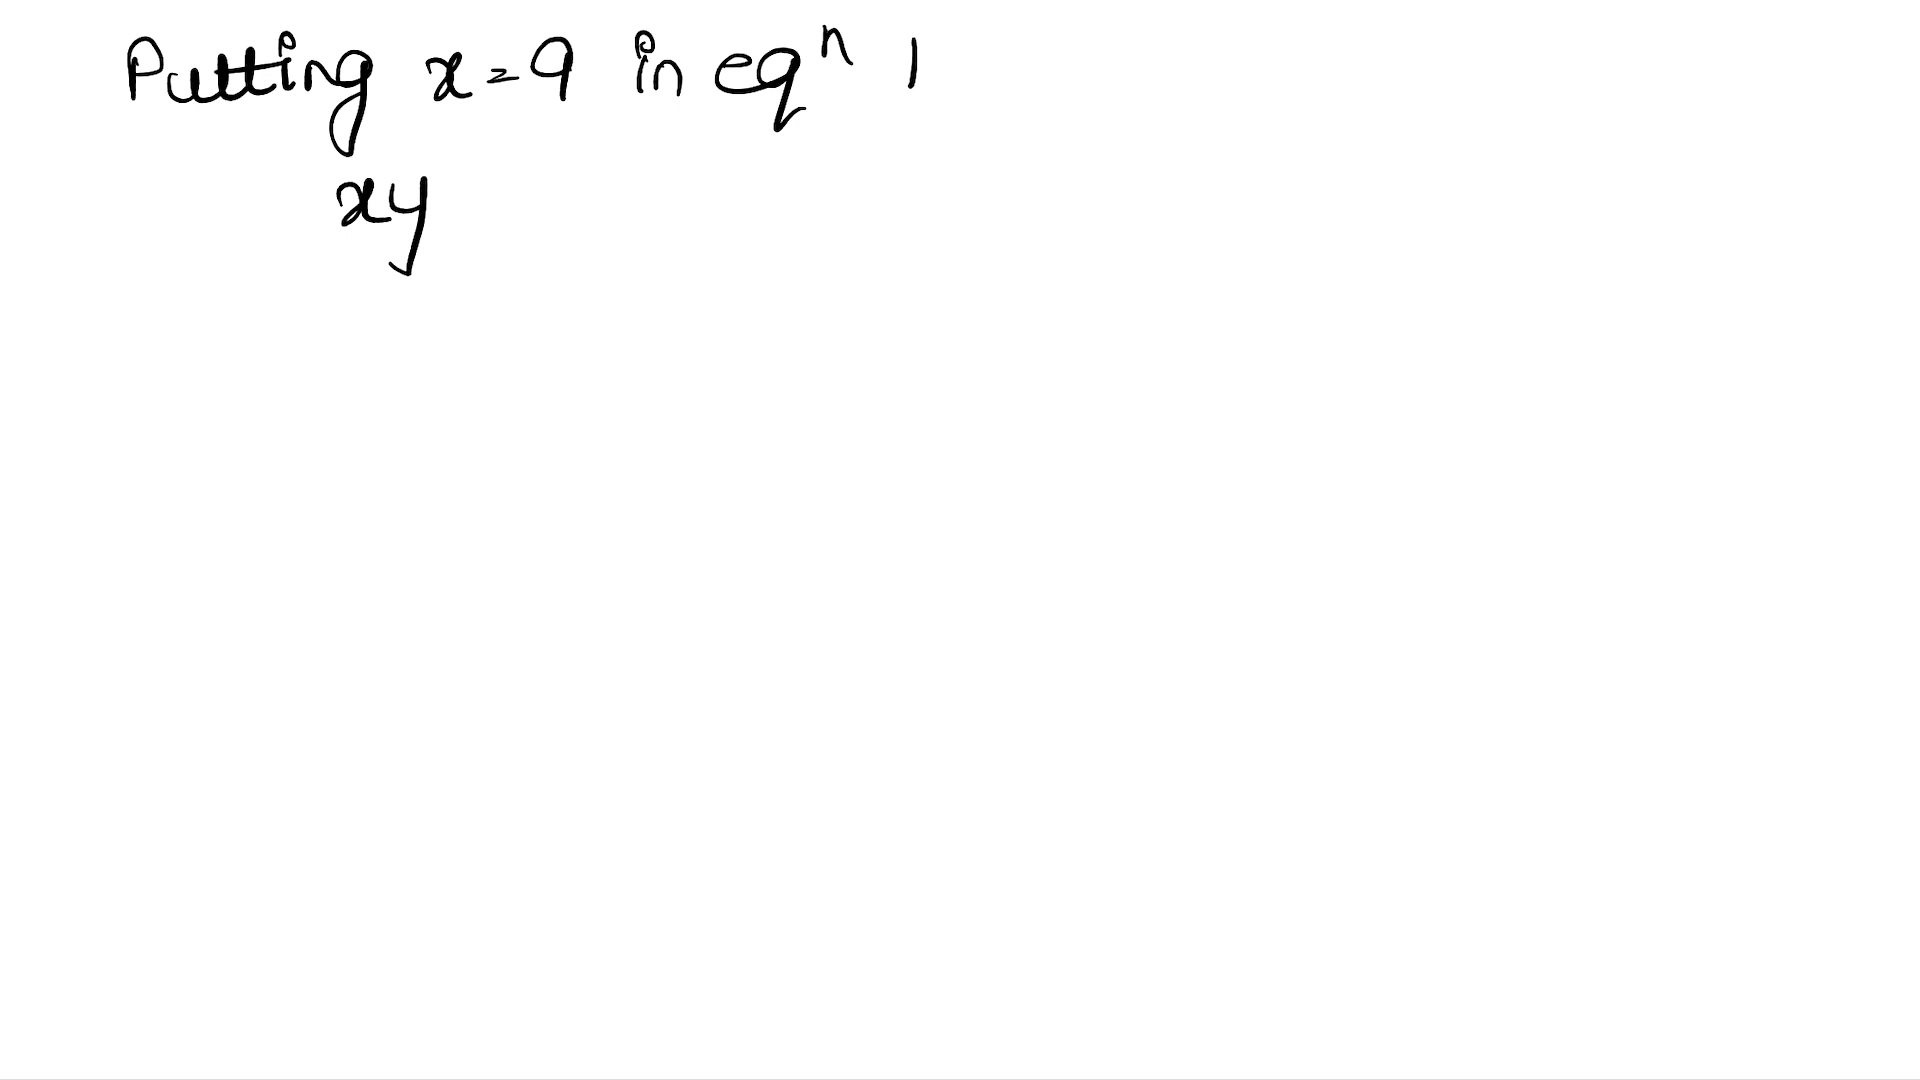 Putting x=9 in eqⁿ 1
xy